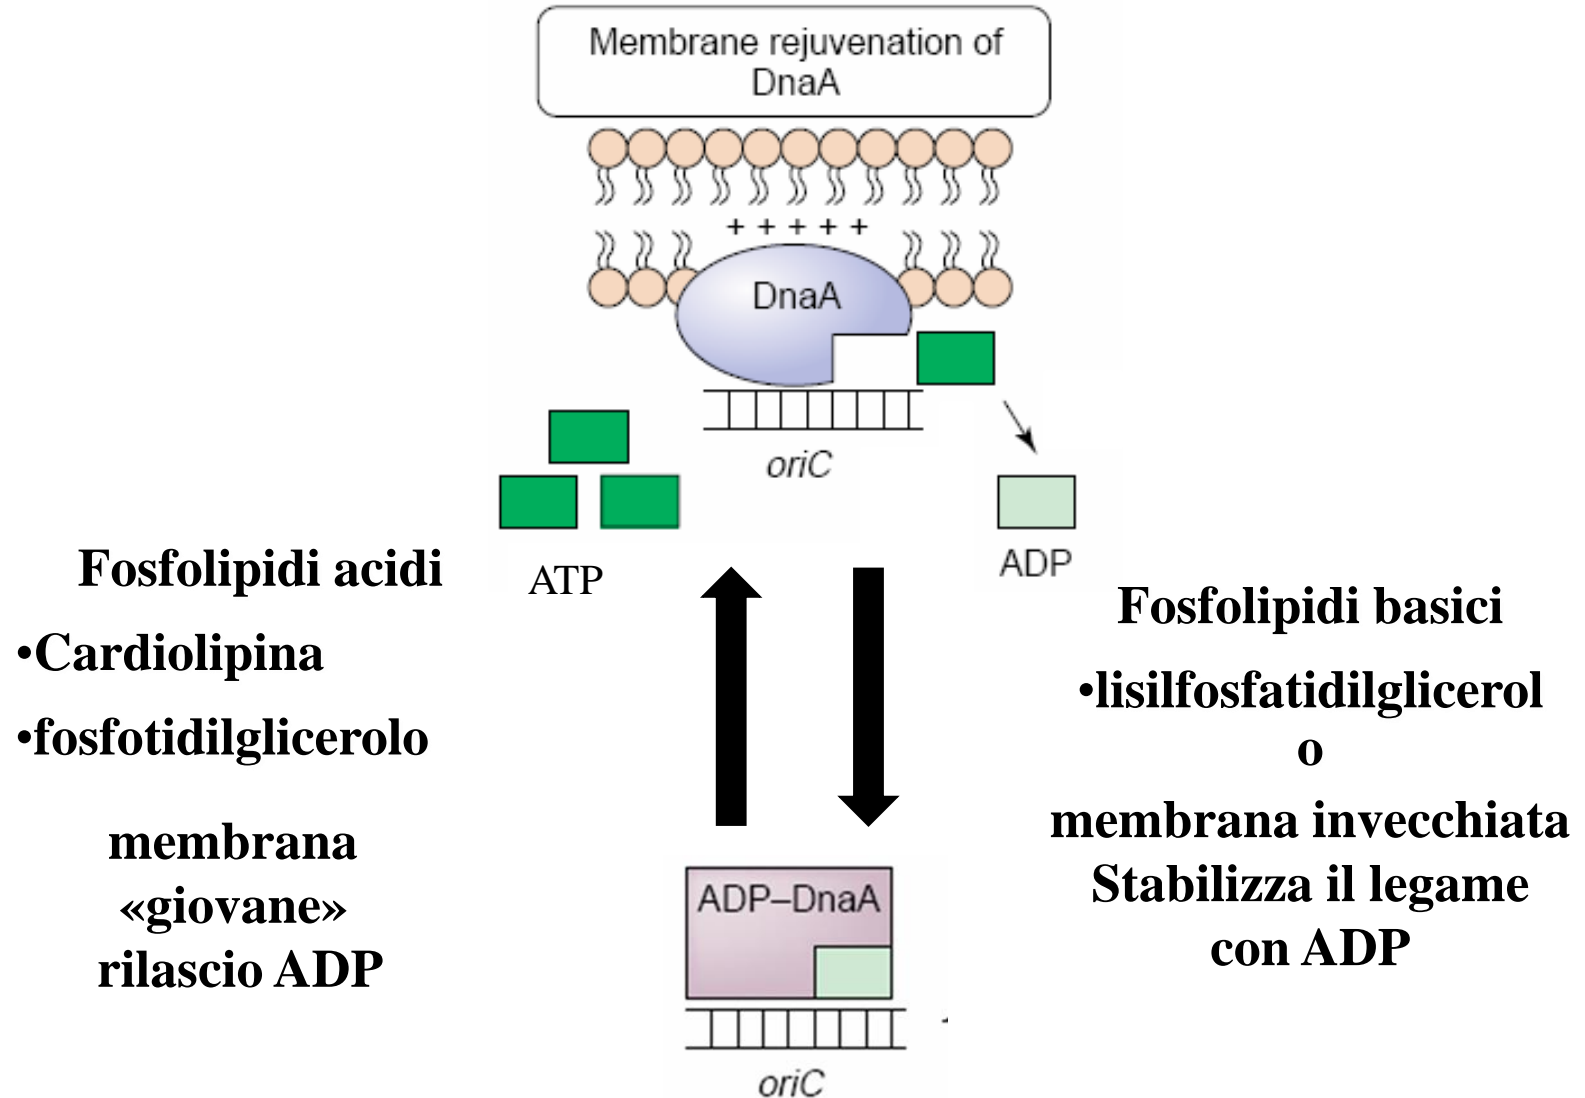 Membrane rejuvenation of
DnaA
+ + + + +
DnaA
oriC
ATP
ADP
Fosfolipidi acidi
•Cardiolipina
•fosfotidilglicerolo
membrana
«giovane»
rilascio ADP
Fosfolipidi basici
•lisilfosfatidilglicerol
o
membrana invecchiata
Stabilizza il legame
con ADP
ADP–DnaA
oriC